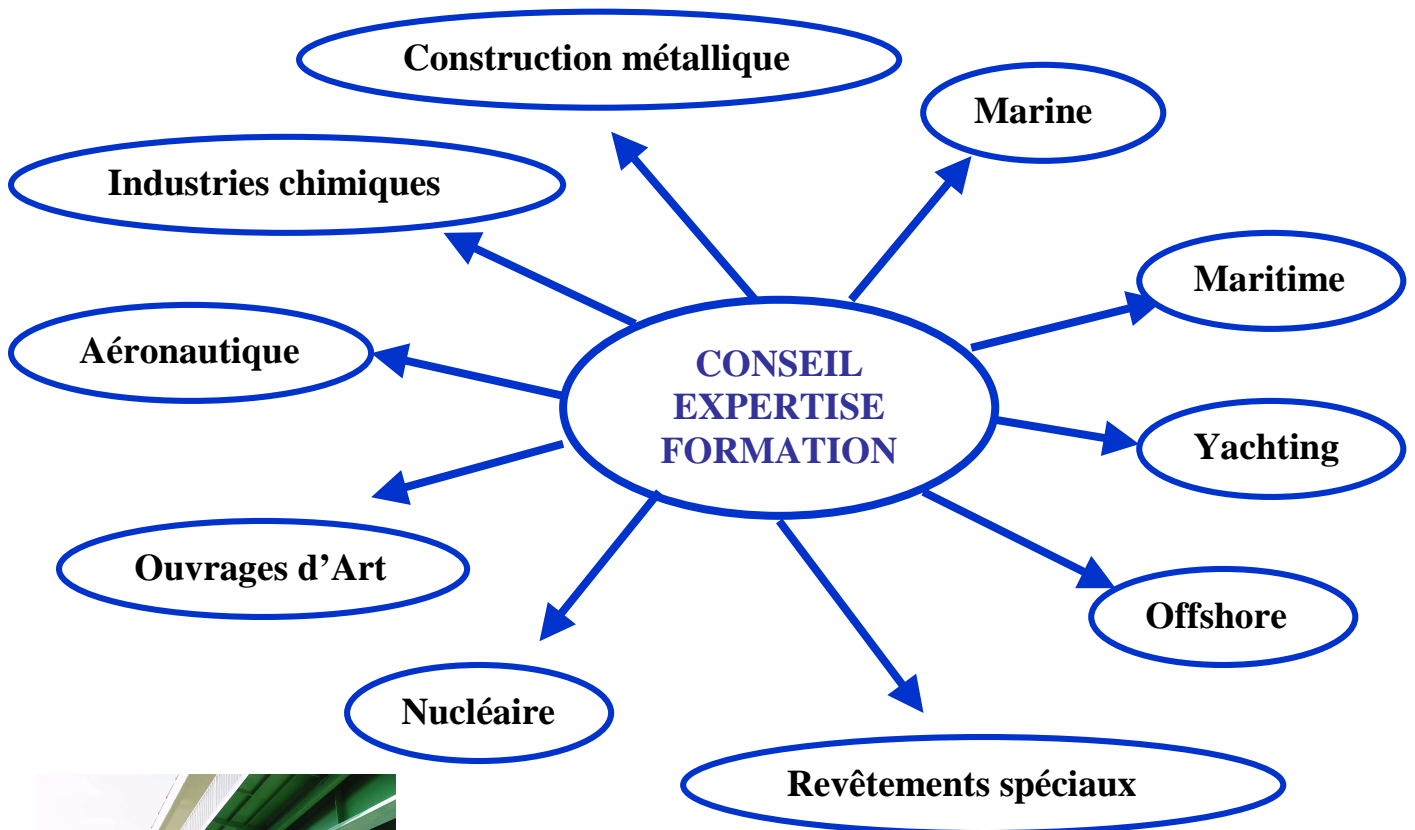 Construction métallique
Marine
Industries chimiques
Maritime
Aéronautique
CONSEIL
EXPERTISE
FORMATION
Yachting
Ouvrages d’Art
Offshore
Nucléaire
Revêtements spéciaux